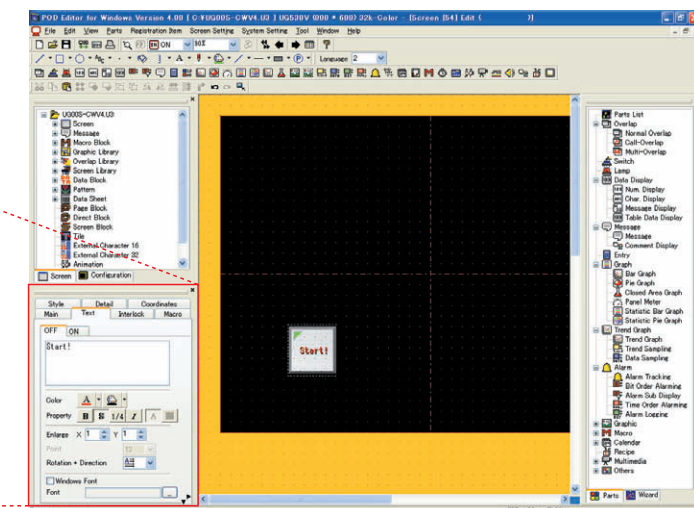 POD Editor for Windows Version 4.00 [ C:¥UG00S-CWV4.U3 ] UG530V (800 * 600) 32k-Color - [Screen [54] Edit ( )]
File Edit View Parts Registration Item Screen Setting System Setting Tool Window Help
ON 90%
Language 2
UG00S-CWV4.U3
Screen
Message
Macro Block
Graphic Library
Overlap Library
Screen Library
Data Block
Pattern
Data Sheet
Page Block
Direct Block
Screen Block
Tile
External Character 16
External Character 32
Animation
Screen Configuration
Style Detail Coordinates
Main Text Interlock Macro
OFF ON
Start!
Color
Property B S 1/4 I A
Enlarge X 1 Y 1
Point 12
Rotation + Direction
Windows Font
Font
Start!
Parts List
Overlap
Normal Overlap
Call-Overlap
Multi-Overlap
Switch
Lamp
Data Display
Num. Display
Char. Display
Message Display
Table Data Display
Message
Message
Comment Display
Entry
Graph
Bar Graph
Pie Graph
Closed Area Graph
Panel Meter
Statistic Bar Graph
Statistic Pie Graph
Trend Graph
Trend Graph
Trend Sampling
Data Sampling
Alarm
Alarm Tracking
Bit Order Alarming
Alarm Sub Display
Time Order Alarming
Alarm Logging
Graphic
Macro
Calendar
Recipe
Multimedia
Others
Parts Wizard